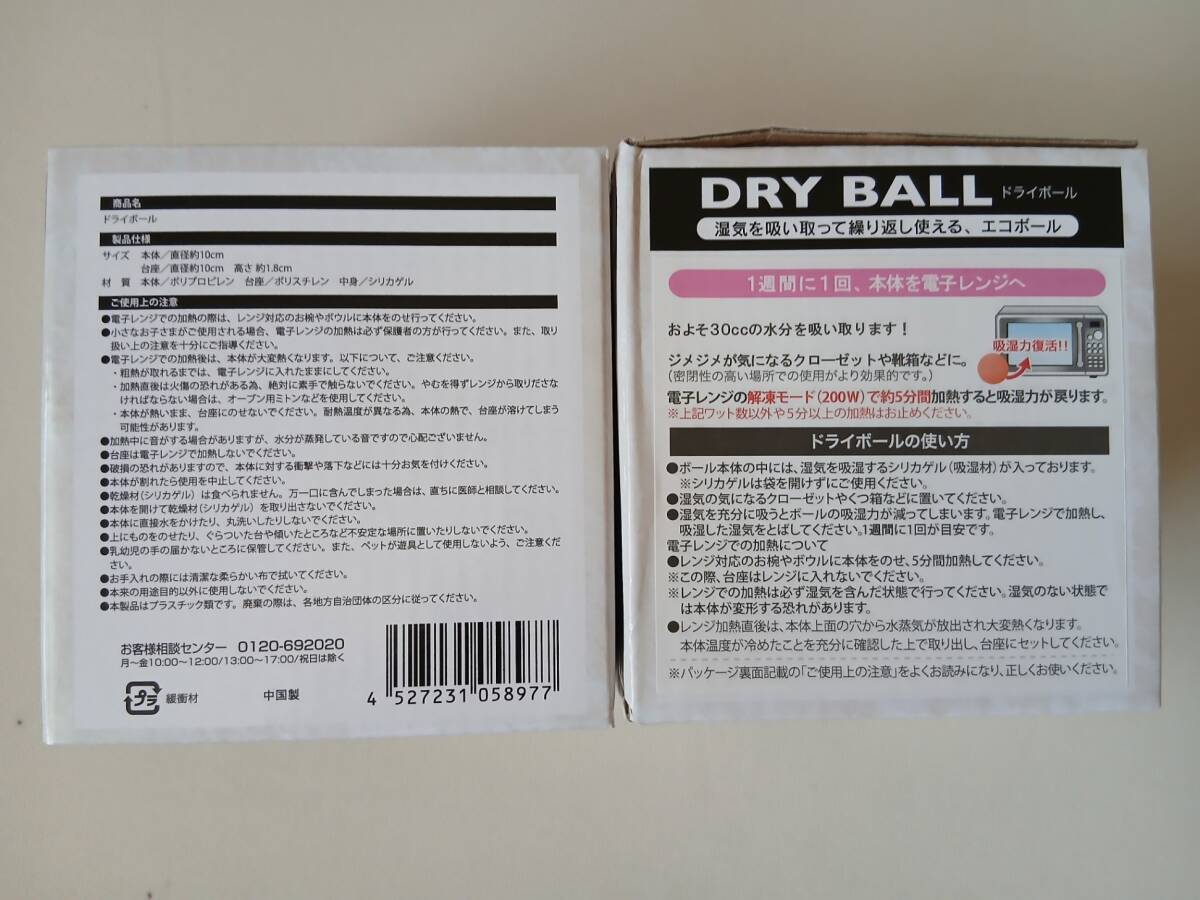 商品名
ドライボール
製品仕様
サイズ 本体／直径約10cm
台座／直径約10cm 高さ 約1.8cm
材 質 本体／ポリプロピレン 台座／ポリスチレン 中身／シリカゲル
ご使用上の注意
●電子レンジでの加熱の際は、レンジ対応のお椀やボウルに本体をのせ行ってください。
●小さなお子さまがご使用される場合、電子レンジの加熱は必ず保護者の方が行ってください。また、取り
扱い上の注意を十分にご指導ください。
●電子レンジでの加熱後は、本体が大変熱くなります。以下について、ご注意ください。
・粗熱が取れるまでは、電子レンジに入れたままにしてください。
・加熱直後は火傷の恐れがある為、絶対に素手で触らないでください。やむを得ずレンジから取りださな
ければならない場合は、オーブン用ミトンなどを使用してください。
・本体が熱いまま、台座にのせないでください。耐熱温度が異なる為、本体の熱で、台座が溶けてしまう
可能性があります。
●加熱中に音がする場合がありますが、水分が蒸発している音ですので心配ございません。
●台座は電子レンジで加熱しないでください。
●破損の恐れがありますので、本体に対する衝撃や落下などには十分お気を付けください。
●本体が割れたら使用を中止してください。
●乾燥材（シリカゲル）は食べられません。万一口に含んでしまった場合は、直ちに医師と相談してください。
●本体を開けて乾燥材（シリカゲル）を取り出さないでください。
●本体に直接水をかけたり、丸洗いしたりしないでください。
●上にものをのせたり、ぐらついた台や傾いたところなど不安定な場所に置いたりしないでください。
●乳幼児の手の届かないところに保管してください。また、ペットが遊具として使用しないよう、ご注意くだ
さい。
●お手入れの際には清潔な柔らかい布で拭いてください。
●本来の用途目的以外に使用しないでください。
●本製品はプラスチック類です。廃棄の際は、各地方自治団体の区分に従ってください。
お客様相談センター 0120-692020
月～金10:00～12:00/13:00～17:00/祝日は除く
プラ 緩衝材 中国製
4 527231 058977
DRY BALL ドライボール
湿気を吸い取って繰り返し使える、エコボール
1週間に1回、本体を電子レンジへ
およそ30ccの水分を吸い取ります！
吸湿力復活!!
ジメジメが気になるクローゼットや靴箱などに。
（密閉性の高い場所での使用がより効果的です。）
電子レンジの解凍モード（200W）で約5分間加熱すると吸湿力が戻ります。
※上記ワット数以外や5分以上の加熱はお止めください。
ドライボールの使い方
●ボール本体の中には、湿気を吸湿するシリカゲル（吸湿材）が入っております。
※シリカゲルは袋を開けずにご使用ください。
●湿気の気になるクローゼットやくつ箱などに置いてください。
●湿気を充分に吸うとボールの吸湿力が減ってしまいます。電子レンジで加熱し、
吸湿した湿気をとばしてください。1週間に1回が目安です。
電子レンジでの加熱について
●レンジ対応のお椀やボウルに本体をのせ、5分間加熱してください。
※この際、台座はレンジに入れないでください。
※レンジでの加熱は必ず湿気を含んだ状態で行ってください。湿気のない状態で
は本体が変形する恐れがあります。
●レンジ加熱直後は、本体上面の穴から水蒸気が放出され大変熱くなります。
本体温度が冷めたことを充分に確認した上で取り出し、台座にセットしてください。
※パッケージ裏面記載の「ご使用上の注意」をよくお読みになり、正しくお使いください。